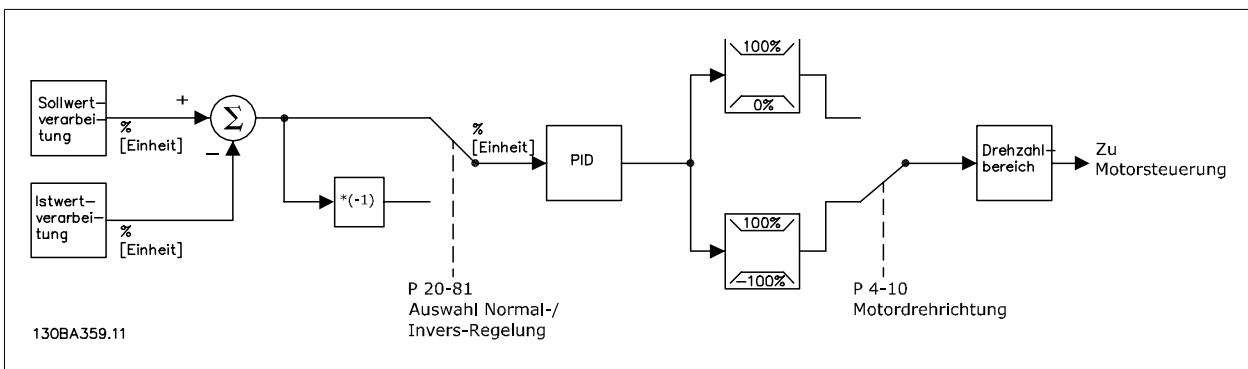 Sollwert-
verarbei-
tung
%
[Einheit]
+
Σ
−
Istwert-
verarbei-
tung
%
[Einheit]
*(-1)
P 20-81
Auswahl Normal-/
Invers-Regelung
%
[Einheit]
PID
100%
0%
100%
-100%
P 4-10
Motordrehrichtung
Drehzahl-
bereich
Zu
Motorsteuerung
130BA359.11